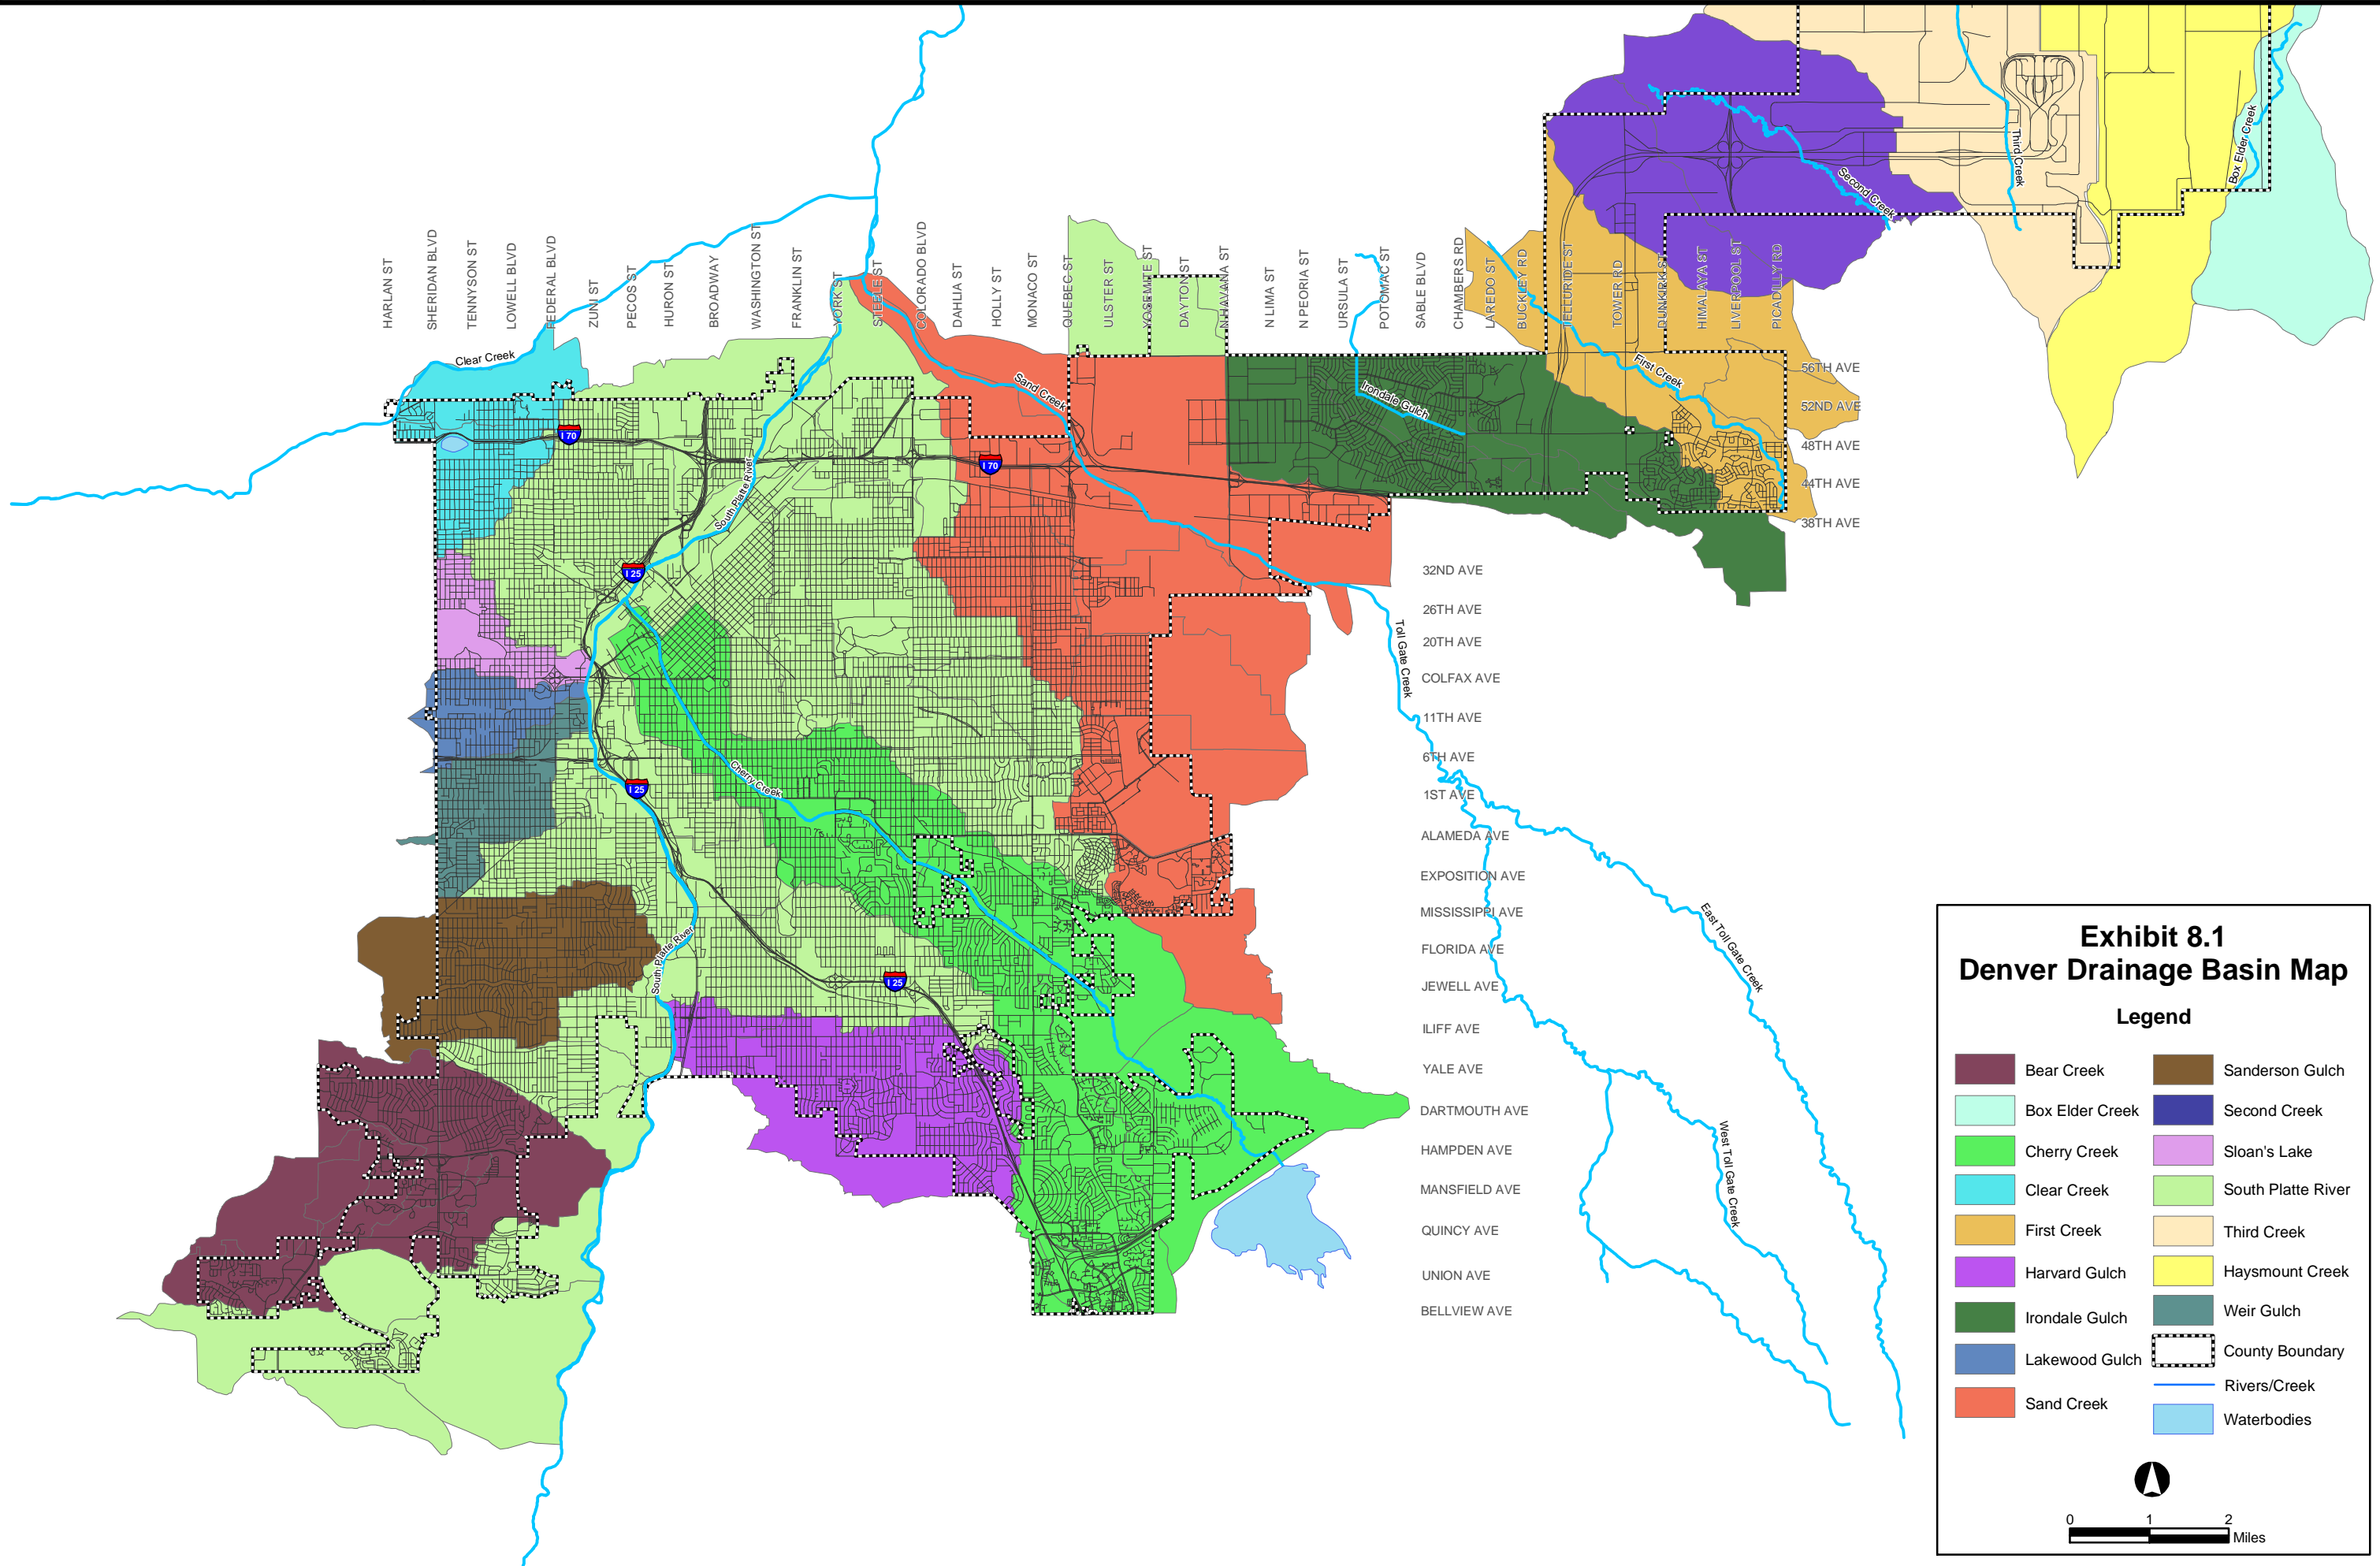 HARLAN ST
SHERIDAN BLVD
TENNYSON ST
LOWELL BLVD
FEDERAL BLVD
ZUNI ST
PECOS ST
HURON ST
BROADWAY
WASHINGTON ST
FRANKLIN ST
YORK ST
STEELE ST
COLORADO BLVD
DAHLIA ST
HOLLY ST
MONACO ST
QUEBEC ST
ULSTER ST
YOSEMITE ST
DAYTON ST
N HAVANA ST
N LIMA ST
N PEORIA ST
URSULA ST
POTOMAC ST
SABLE BLVD
CHAMBERS RD
LAREDO ST
BUCKLEY RD
TELLURIDE ST
TOWER RD
DUNKIRK ST
HIMALAYA ST
LIVERPOOL ST
PICADILLY RD
Third Creek
Box Elder Creek
Second Creek
Clear Creek
Sand Creek
Irondale Gulch
First Creek
56TH AVE
52ND AVE
48TH AVE
44TH AVE
38TH AVE
I 70
I 70
South Platte River
I 25
32ND AVE
26TH AVE
20TH AVE
Toll Gate Creek
COLFAX AVE
11TH AVE
6TH AVE
Cherry Creek
I 25
1ST AVE
ALAMEDA AVE
EXPOSITION AVE
MISSISSIPPI AVE
South Platte River
FLORIDA AVE
East Toll Gate Creek
I 25
JEWELL AVE
ILIFF AVE
YALE AVE
DARTMOUTH AVE
HAMPDEN AVE
West Toll Gate Creek
MANSFIELD AVE
QUINCY AVE
UNION AVE
BELLVIEW AVE
Exhibit 8.1
Denver Drainage Basin Map
Legend
Bear Creek
Box Elder Creek
Cherry Creek
Clear Creek
First Creek
Harvard Gulch
Irondale Gulch
Lakewood Gulch
Sand Creek
Sanderson Gulch
Second Creek
Sloan's Lake
South Platte River
Third Creek
Haysmount Creek
Weir Gulch
County Boundary
Rivers/Creek
Waterbodies
0 1 2
Miles